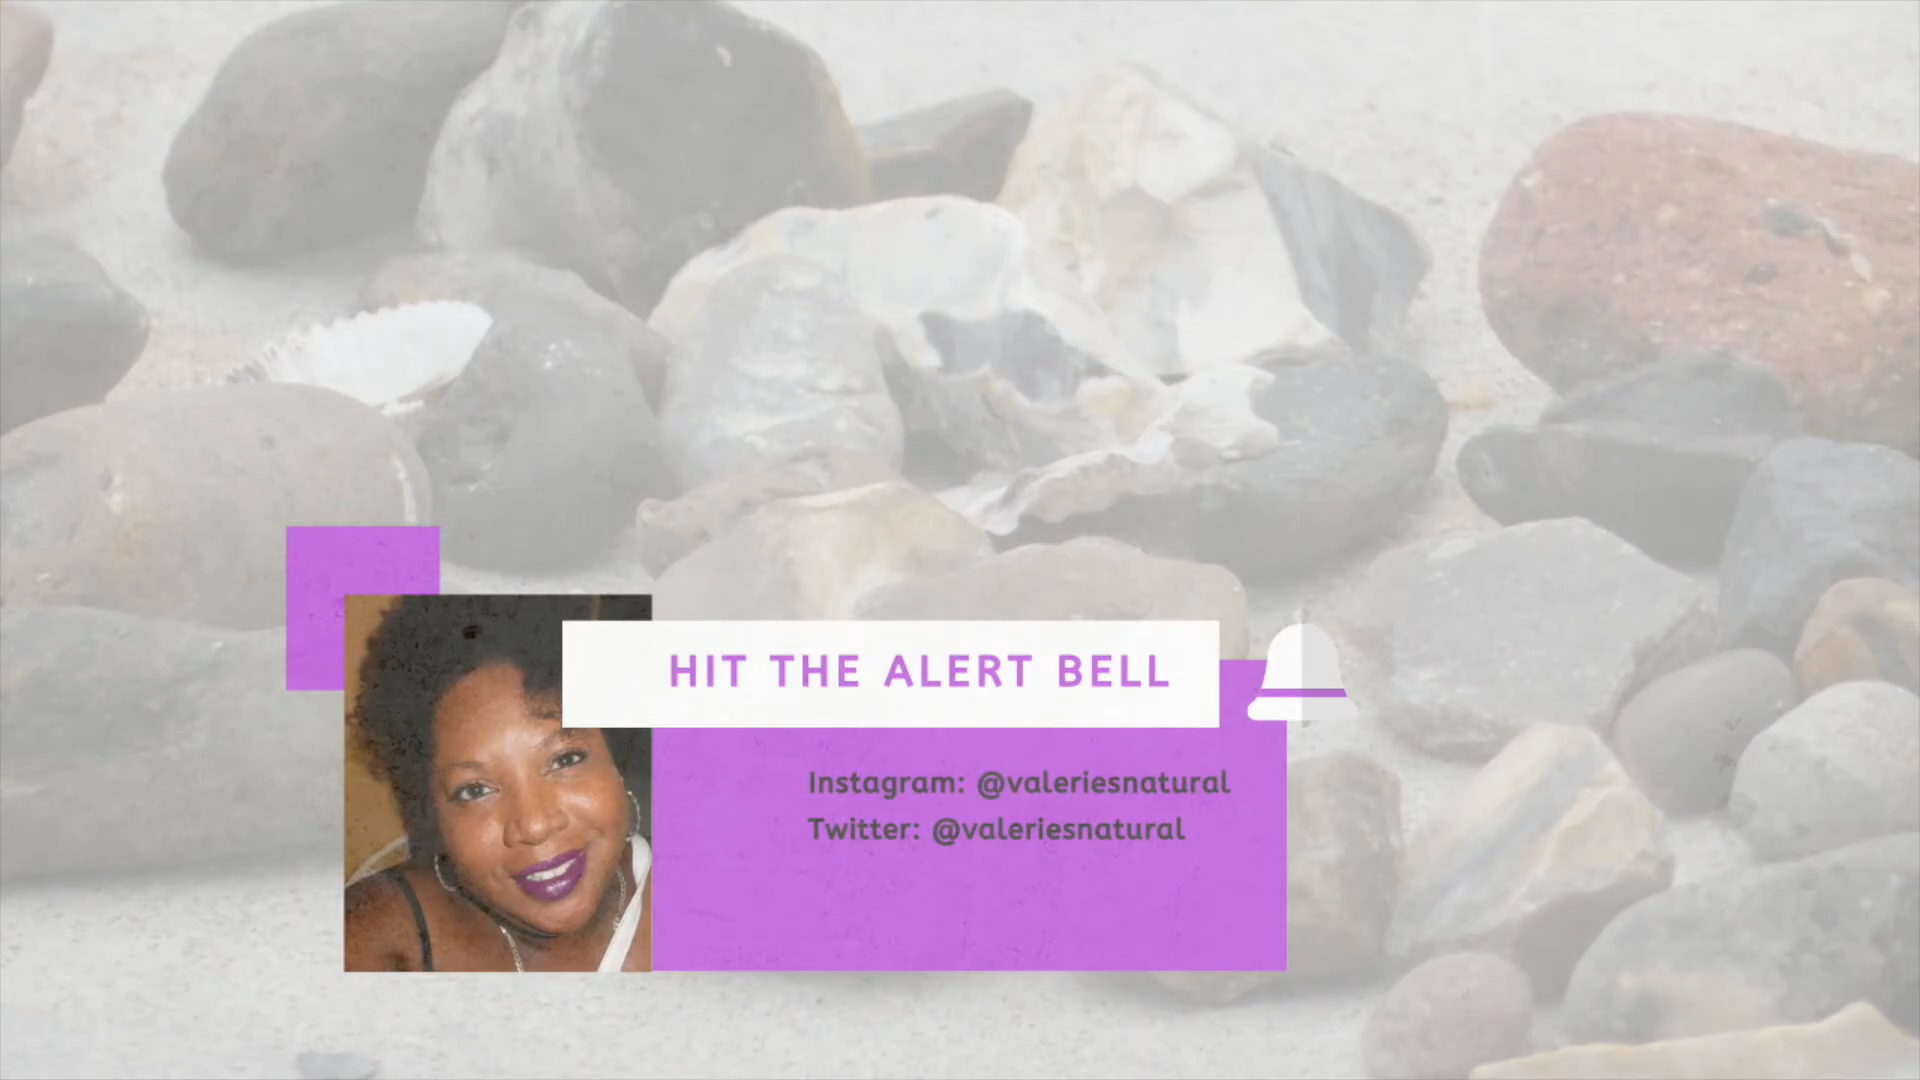 HIT THE ALERT BELL
Instagram: @valeriesnatural
Twitter: @valeriesnatural